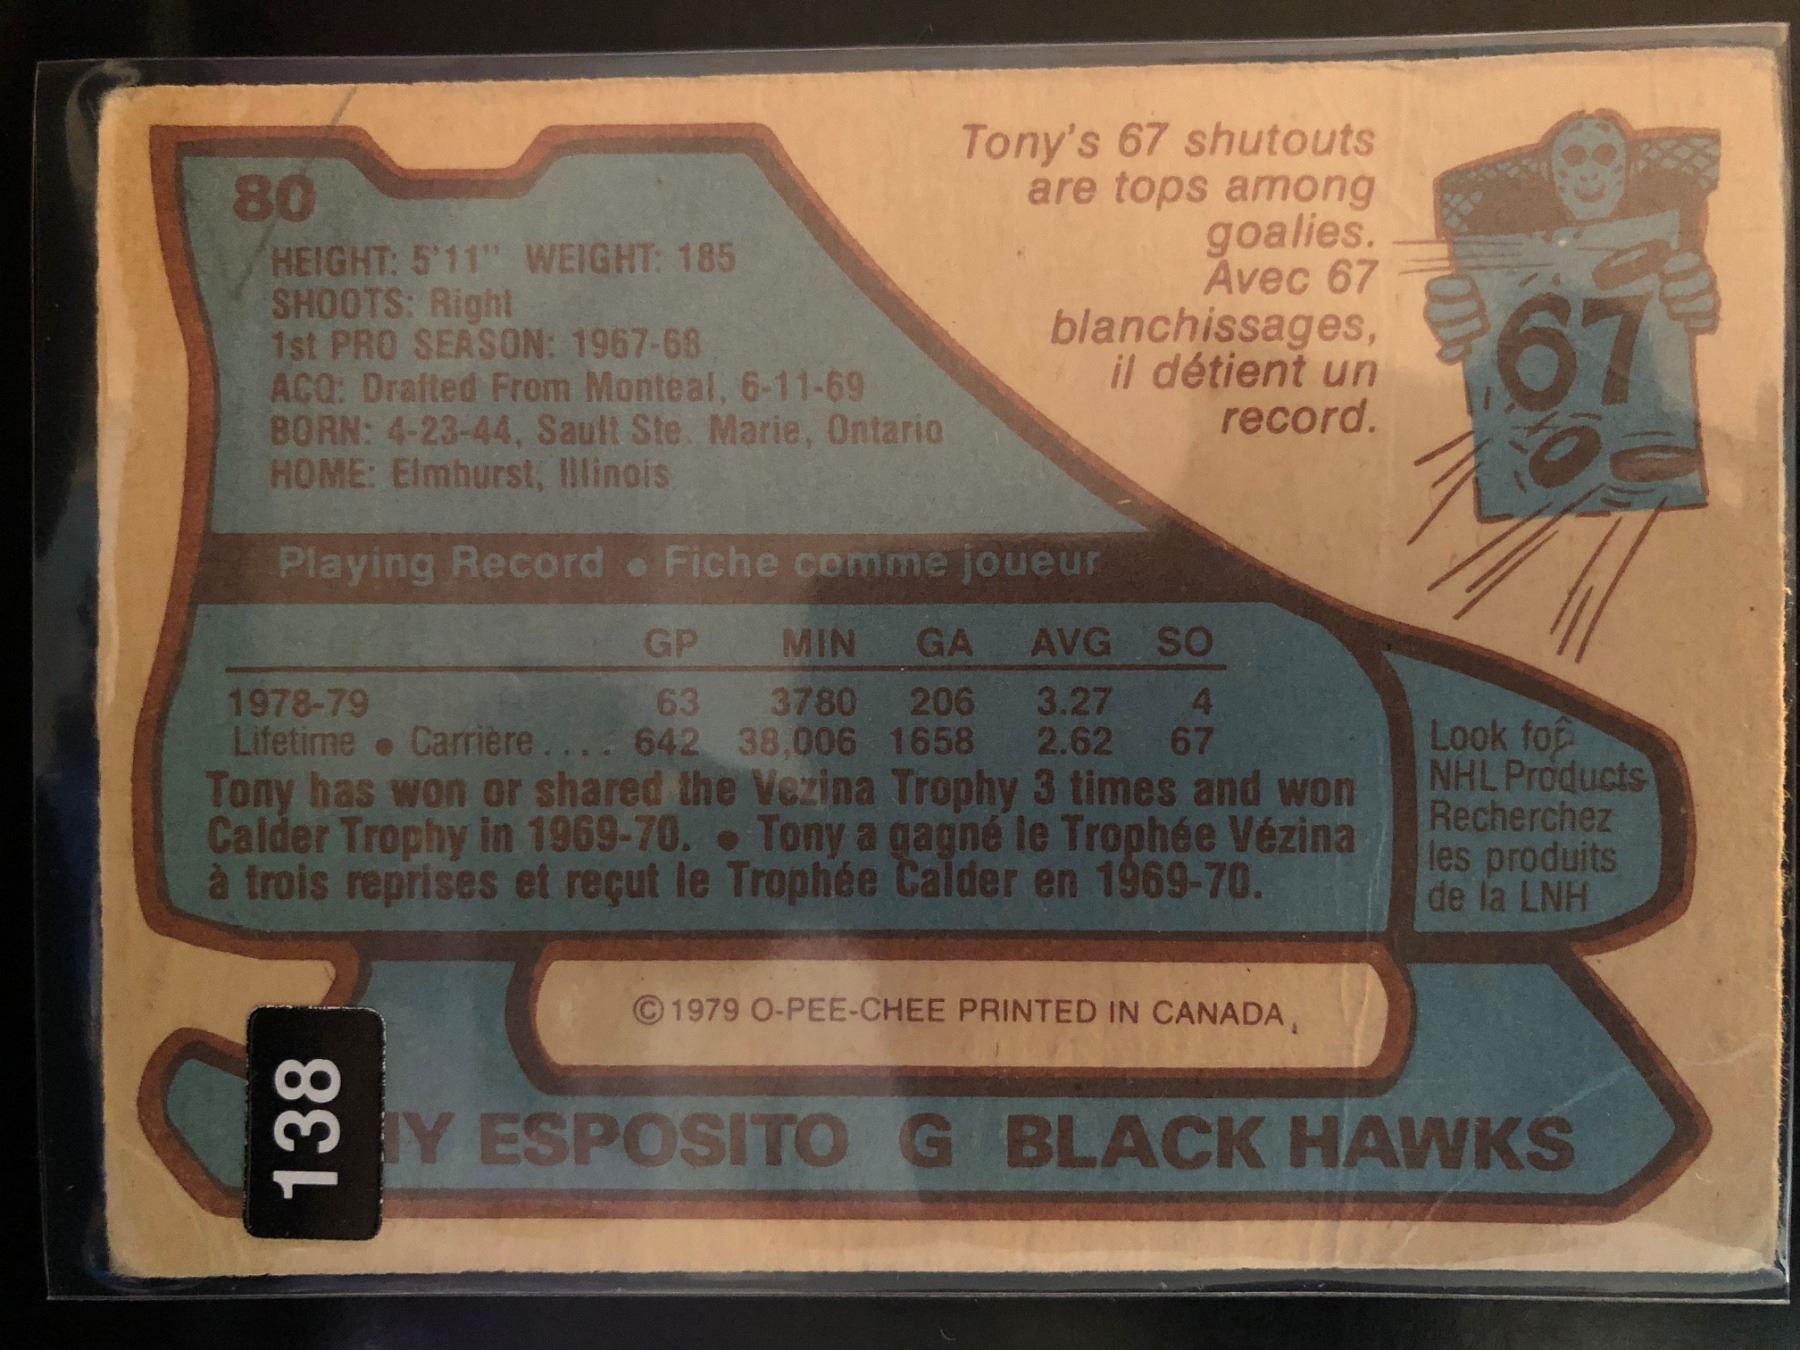 80
HEIGHT: 5'11" WEIGHT: 185
SHOOTS: Right
1st PRO SEASON: 1967-68
ACQ: Drafted From Monteal, 6-11-69
BORN: 4-23-44, Sault Ste. Marie, Ontario
HOME: Elmhurst, Illinois
Tony's 67 shutouts
are tops among
goalies.
Avec 67
blanchissages,
il détient un
record.
67
Playing Record • Fiche comme joueur
GP MIN GA AVG SO
1978-79 63 3780 206 3.27 4
Lifetime • Carrière.... 642 38,006 1658 2.62 67
Tony has won or shared the Vezina Trophy 3 times and won
Calder Trophy in 1969-70. • Tony a gagné le Trophée Vézina
à trois reprises et reçut le Trophée Calder en 1969-70.
Look for
NHL Products
Recherchez
les produits
de la LNH
©1979 O-PEE-CHEE PRINTED IN CANADA
138
NY ESPOSITO G BLACK HAWKS